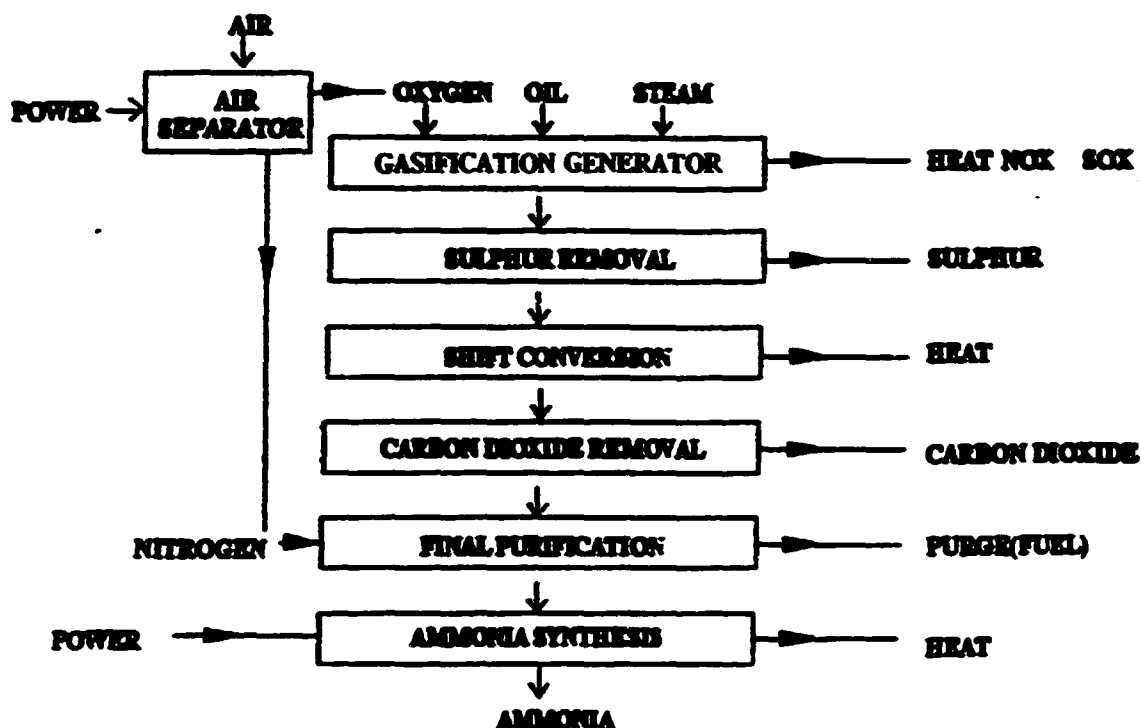 AIR
POWER
AIR
SEPARATOR
OXYGEN OIL STEAM
GASIFICATION GENERATOR
HEAT NOX SOX
SULPHUR REMOVAL
SULPHUR
SHIFT CONVERSION
HEAT
CARBON DIOXIDE REMOVAL
CARBON DIOXIDE
NITROGEN
FINAL PURIFICATION
PURGE(FUEL)
POWER
AMMONIA SYNTHESIS
HEAT
AMMONIA